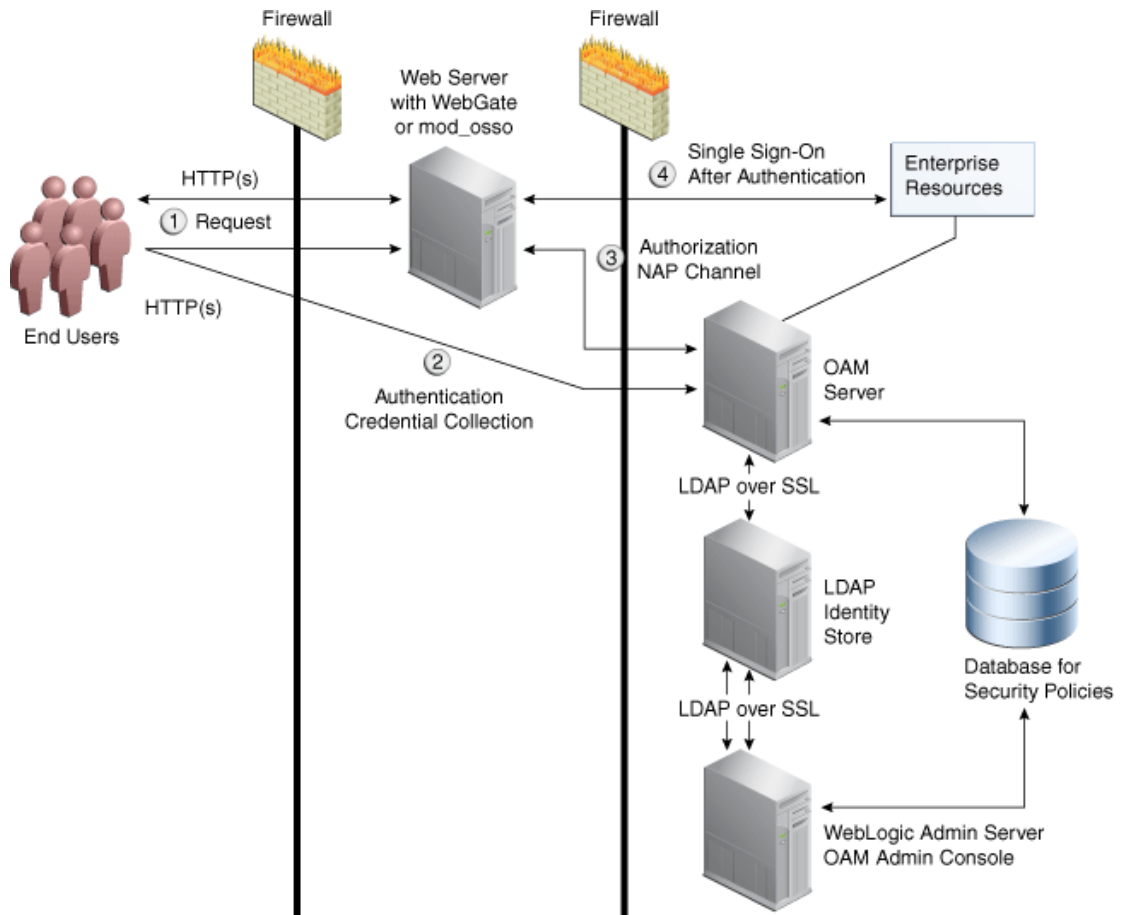 Firewall
Firewall
Web Server
with WebGate
or mod_osso
HTTP(s)
1 Request
HTTP(s)
End Users
4 Single Sign-On
After Authentication
Enterprise
Resources
3 Authorization
NAP Channel
2
Authentication
Credential Collection
OAM
Server
LDAP over SSL
LDAP
Identity
Store
Database for
Security Policies
LDAP over SSL
WebLogic Admin Server
OAM Admin Console